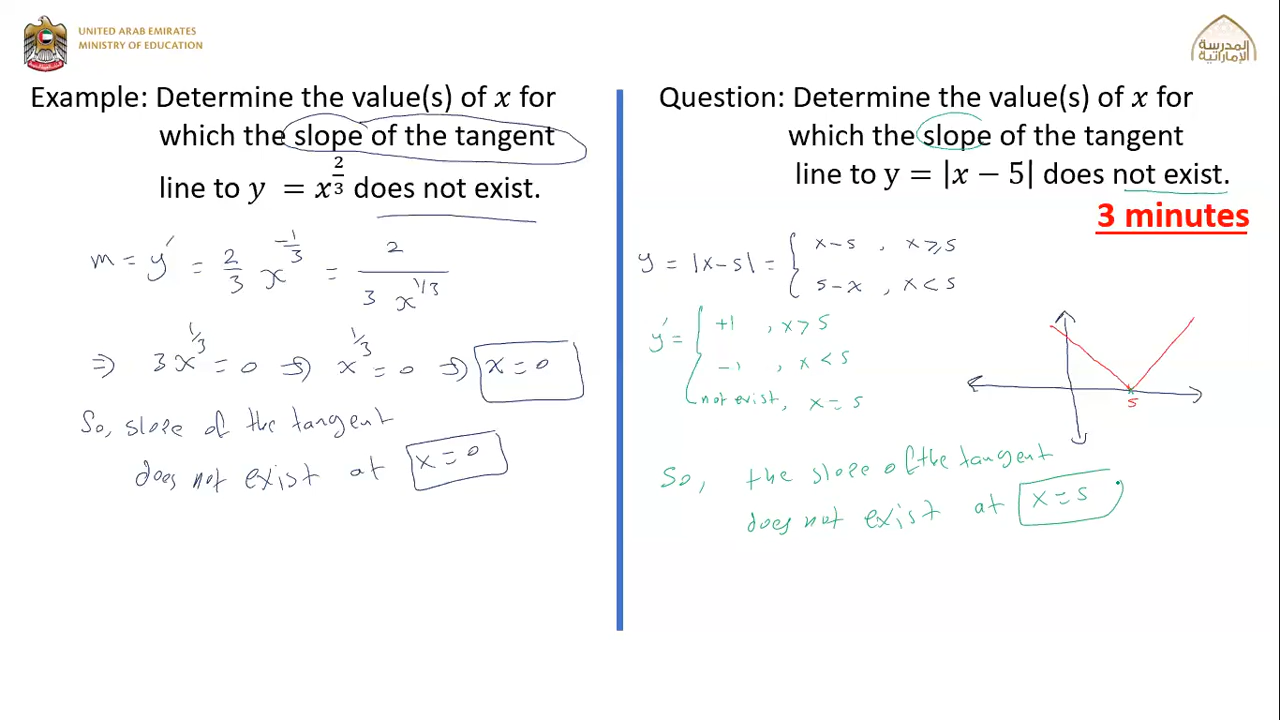 UNITED ARAB EMIRATES
MINISTRY OF EDUCATION
المدرسة
الإماراتية
Example: Determine the value(s) of x for
which the slope of the tangent
line to y = x^(2/3) does not exist.
m = y' = 2/3 x^(-1/3) = 2/(3 x^(1/3))
⇒ 3x^(1/3) = 0 ⇒ x^(1/3) = 0 ⇒ x = 0
So, slope of the tangent
does not exist at x = 0
Question: Determine the value(s) of x for
which the slope of the tangent
line to y = |x − 5| does not exist.
3 minutes
y = |x-5| = { x-5 , x ≥ 5
5-x , x < 5
y' = { +1 , x > 5
-1 , x < 5
not exist, x = 5
5
So, the slope of the tangent
does not exist at x = 5